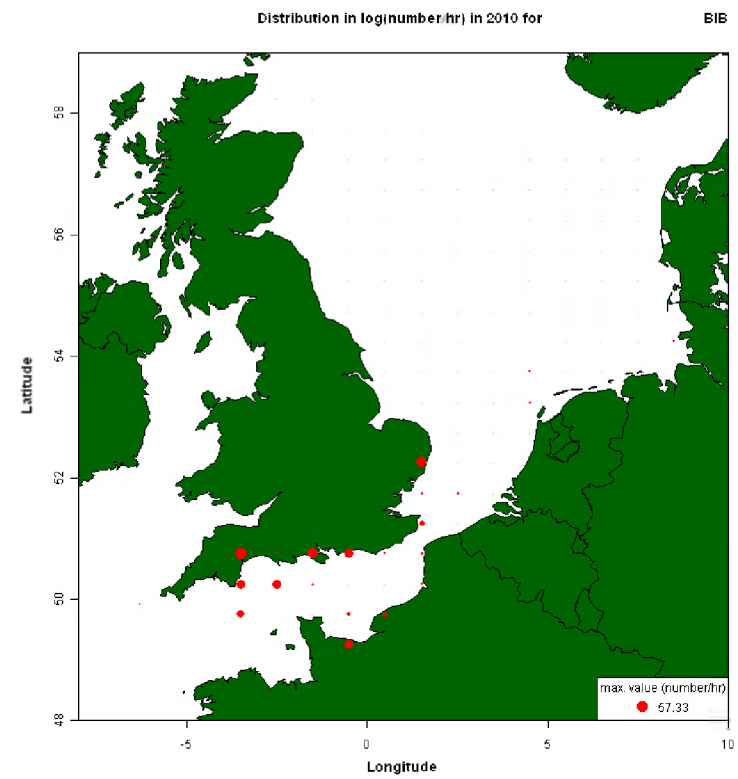 Distribution in log(number/hr) in 2010 for BIB
58
56
Latitude
54
52
50
48
max. value (number/hr)
57.33
-5 0 5 10
Longitude